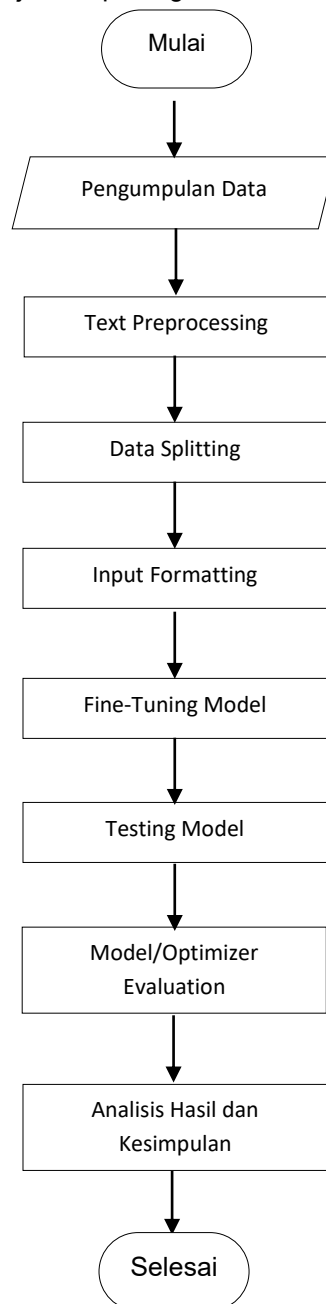 Mulai
Pengumpulan Data
Text Preprocessing
Data Splitting
Input Formatting
Fine-Tuning Model
Testing Model
Model/Optimizer
Evaluation
Analisis Hasil dan
Kesimpulan
Selesai